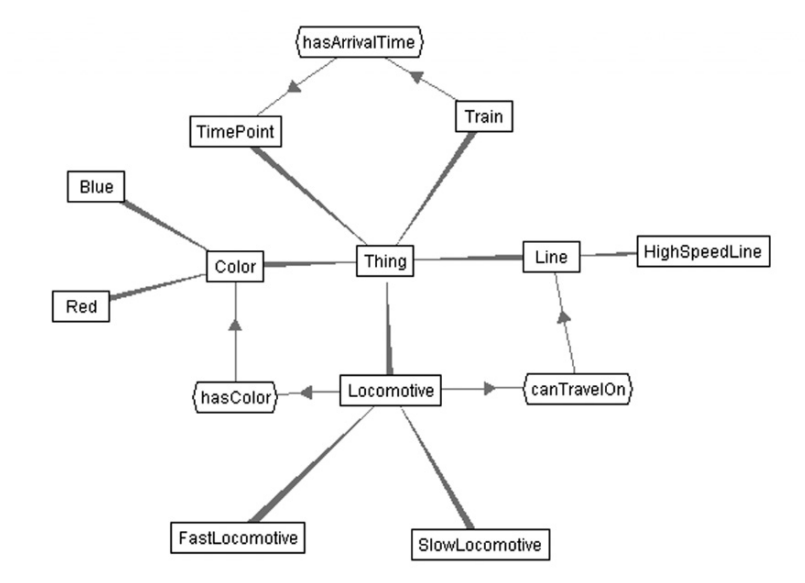 hasArrivalTime
Train
TimePoint
Blue
HighSpeedLine
Line
Thing
Color
Red
Locomotive
canTravelOn
hasColor
FastLocomotive
SlowLocomotive